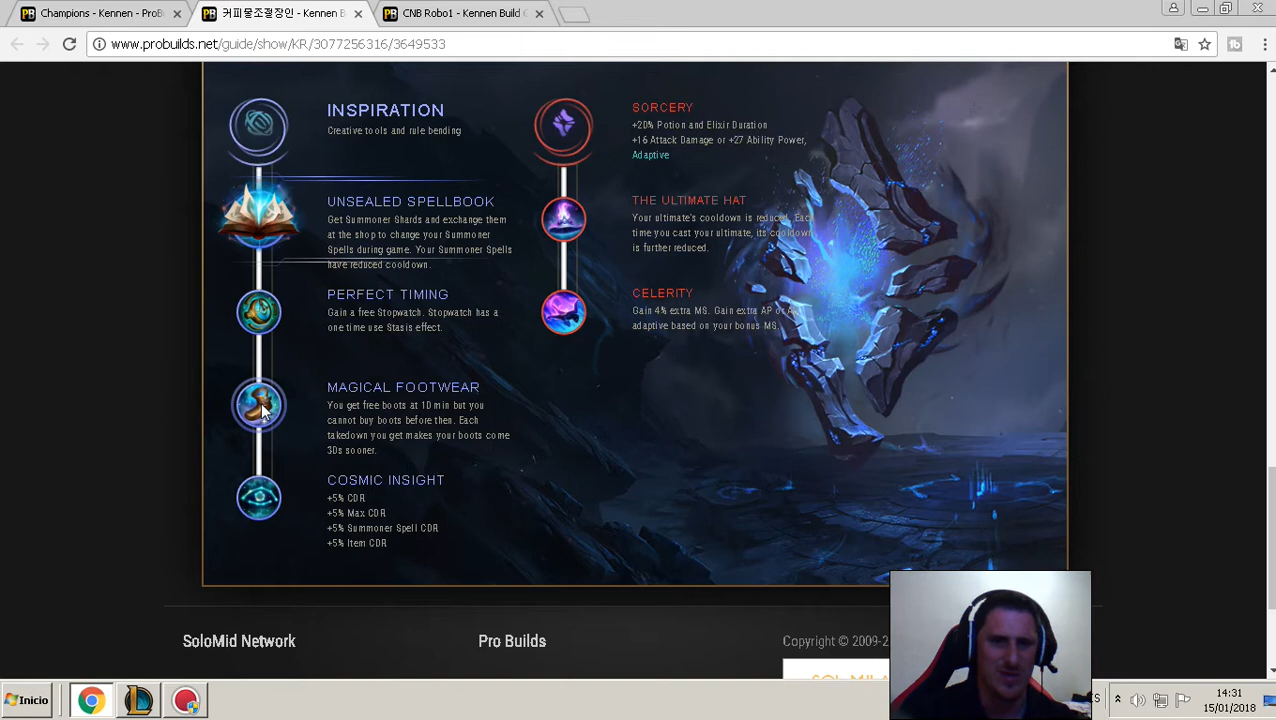 Champions - ProB
커피몽조절장인 - Kennen B
CNB Robo1 - Kennen Build G
www.probuilds.net/guide/show/KR/3077256316/3649533
INSPIRATION
Creative tools and rule bending
UNSEALED SPELLBOOK
Get Summoner Shards and exchange them
at the shop to change your Summoner
Spells during game. Your Summoner Spells
have reduced cooldown.
PERFECT TIMING
Gain a free Stopwatch. Stopwatch has a
one time use Stasis effect.
MAGICAL FOOTWEAR
You get free boots at 10 min but you
cannot buy boots before then. Each
takedown you get makes your boots come
30s sooner.
COSMIC INSIGHT
+5% CDR
+5% Max CDR
+5% Summoner Spell CDR
+5% Item CDR
SORCERY
+20% Potion and Elixir Duration
+16 Attack Damage or +27 Ability Power,
Adaptive
THE ULTIMATE HAT
Your ultimate's cooldown is reduced. Each
time you cast your ultimate, its cooldown
is further reduced.
CELERITY
Gain 4% extra MS. Gain extra AP or A
adaptive based on your bonus MS.
SoloMid Network
Pro Builds
Copyright © 2009-2
Inicio
14:31
15/01/2018